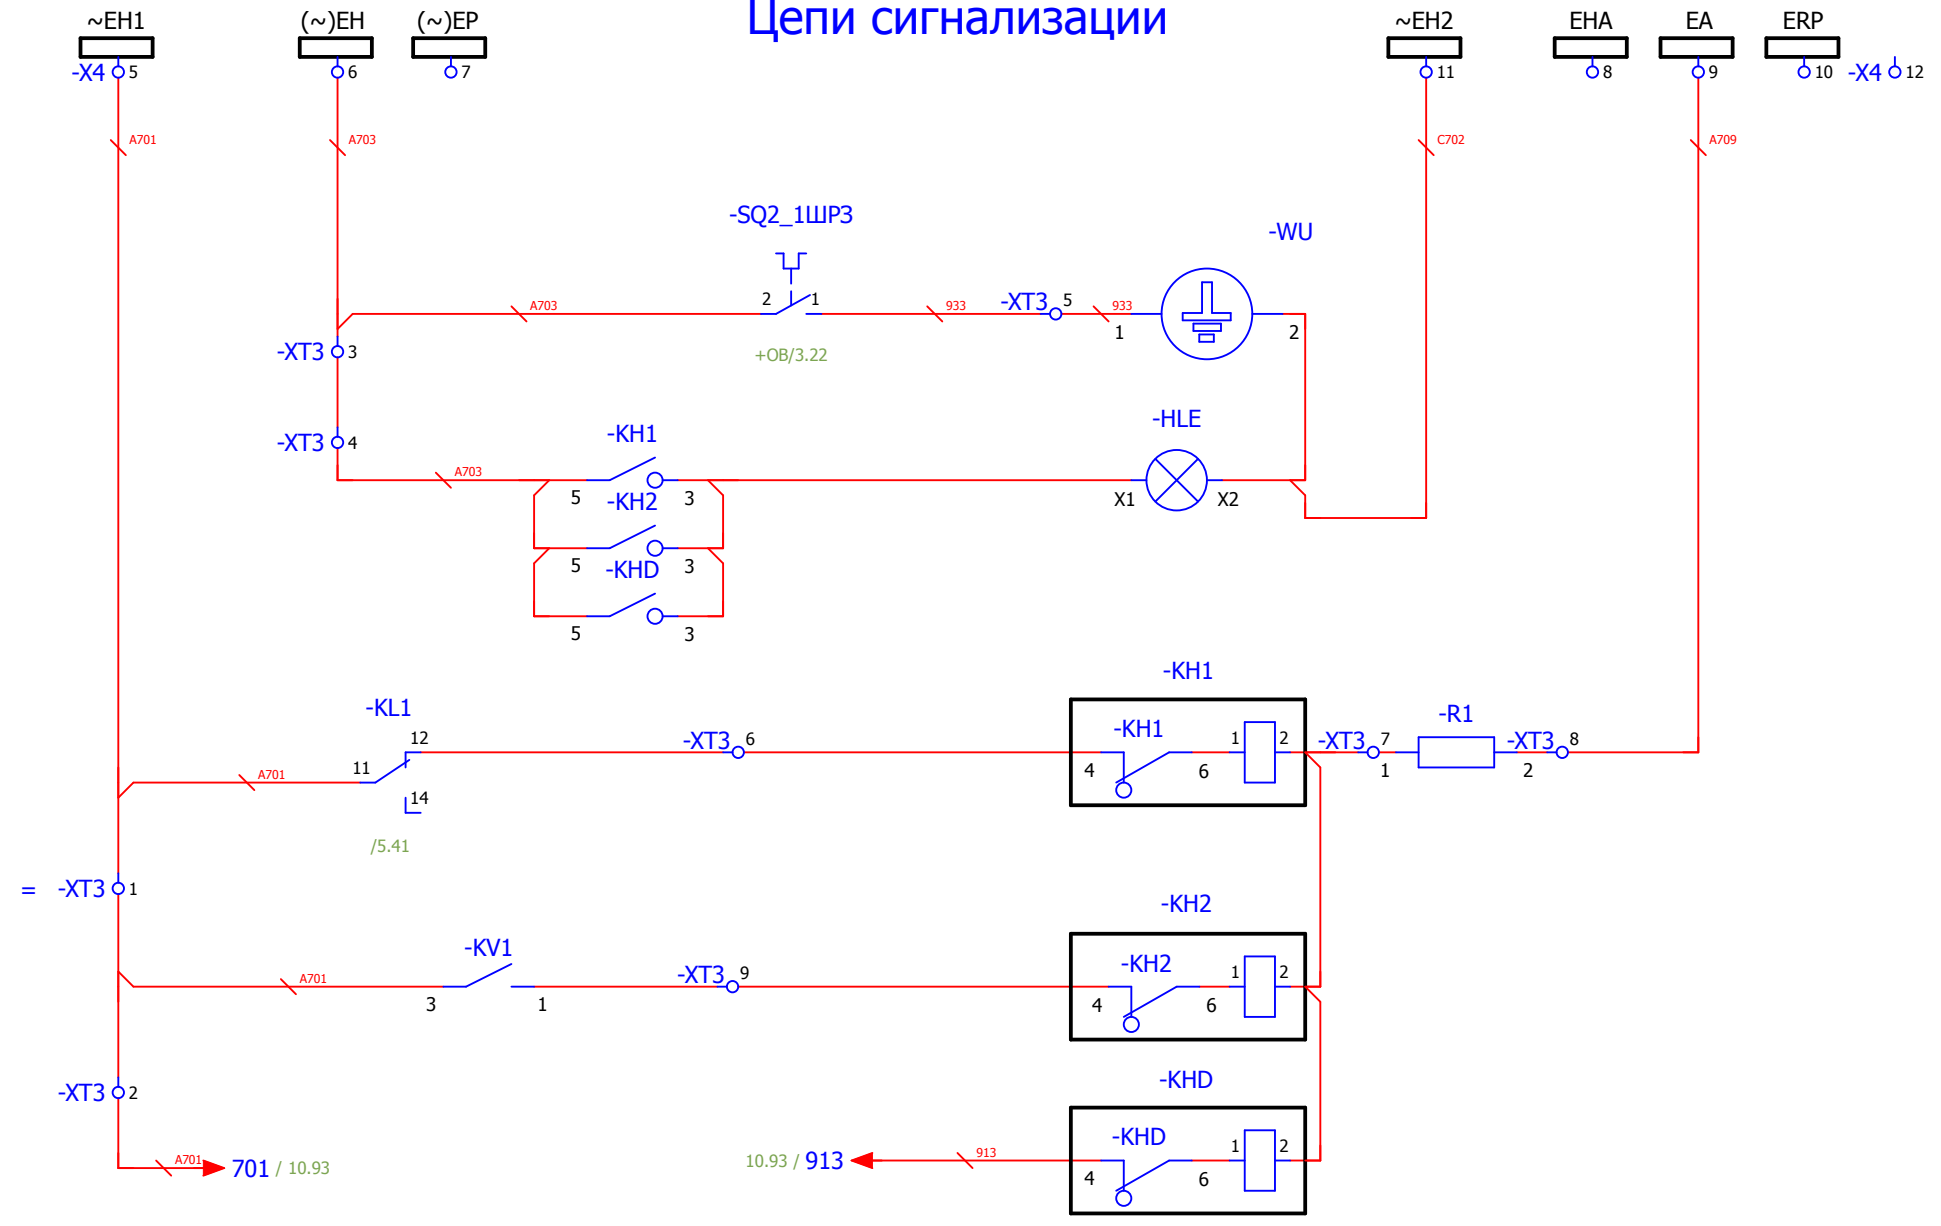 Цепи сигнализации
~EH1 (~)EH (~)EP ~EH2 EHA EA ERP
-X4 5 6 7 11 8 9 10 -X4 12
A701 A703 C702 A709
-SQ2_1ШРЗ
-WU
2 1 -XT3 5
A703 933 933
1 2
-XT3 3
+OB/3.22
-HLE
-KH1
-XT3 4
A703
5 3 X1 X2
-KH2
5 3
-KHD
5 3
-KH1
-KL1 -R1
12 -XT3 6 -KH1 1 2 -XT3 7 -XT3 8
11 4 6 1 2
A701
14
/5.41
= -XT3 1
-KH2
-KV1
-XT3 9 -KH2 1 2
A701
3 1 4 6
-KHD
-XT3 2
-KHD 1 2
A701 701 / 10.93 10.93 / 913 913
4 6